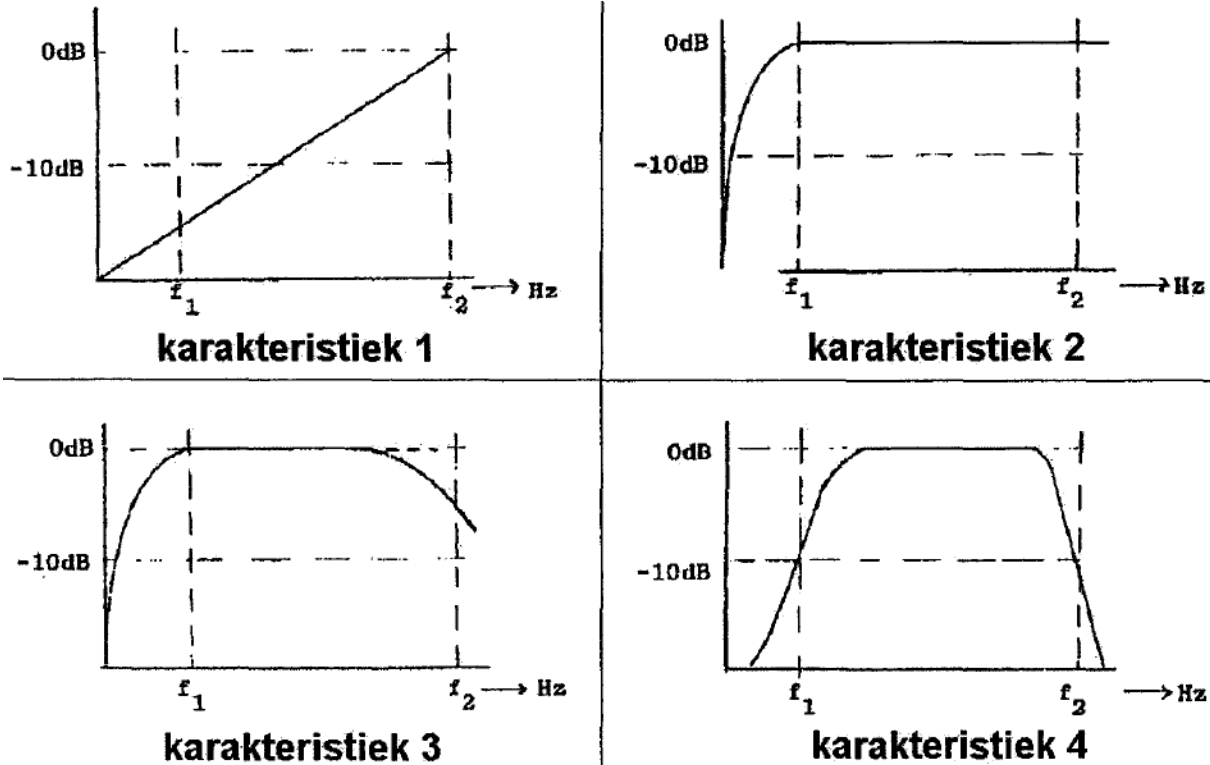 0dB
-10dB
f1 f2 → Hz
karakteristiek 1
0dB
-10dB
f1 f2 → Hz
karakteristiek 2
0dB
-10dB
f1 f2 → Hz
karakteristiek 3
0dB
-10dB
f1 f2 → Hz
karakteristiek 4